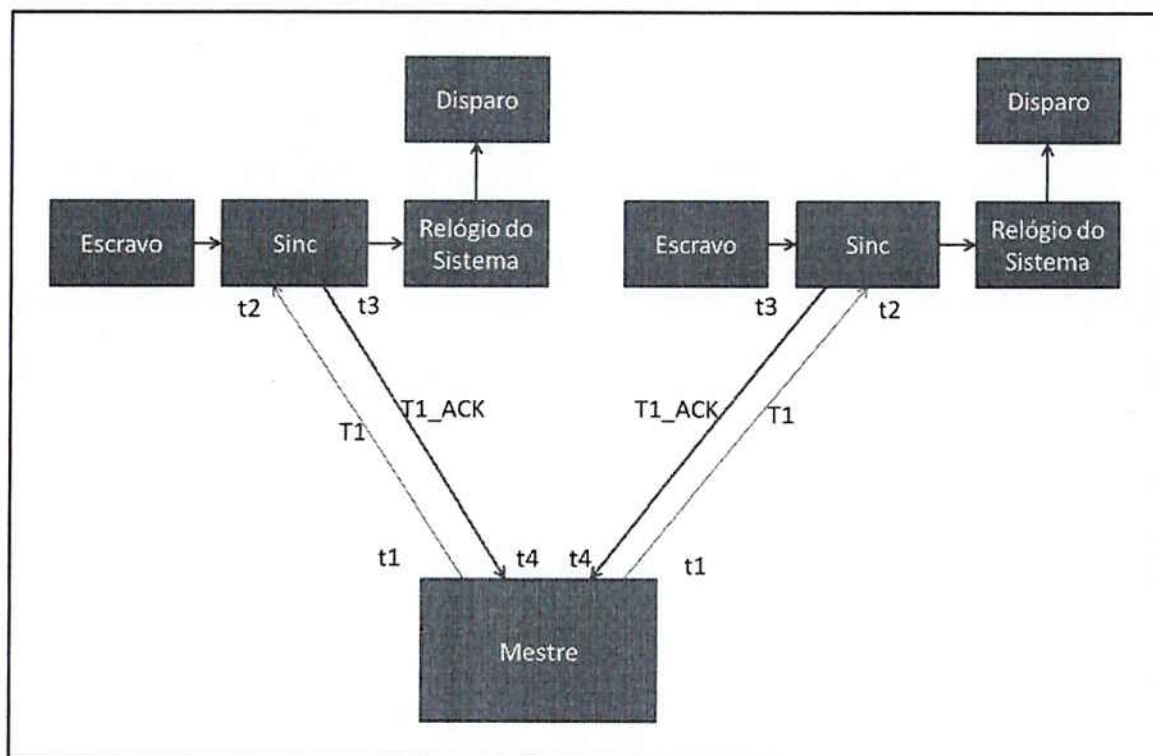 Disparo
Disparo
Escravo
Sinc
Relógio do
Sistema
Escravo
Sinc
Relógio do
Sistema
t2
t3
t3
t2
T1_ACK
T1
T1_ACK
T1
t1
t4
t4
t1
Mestre